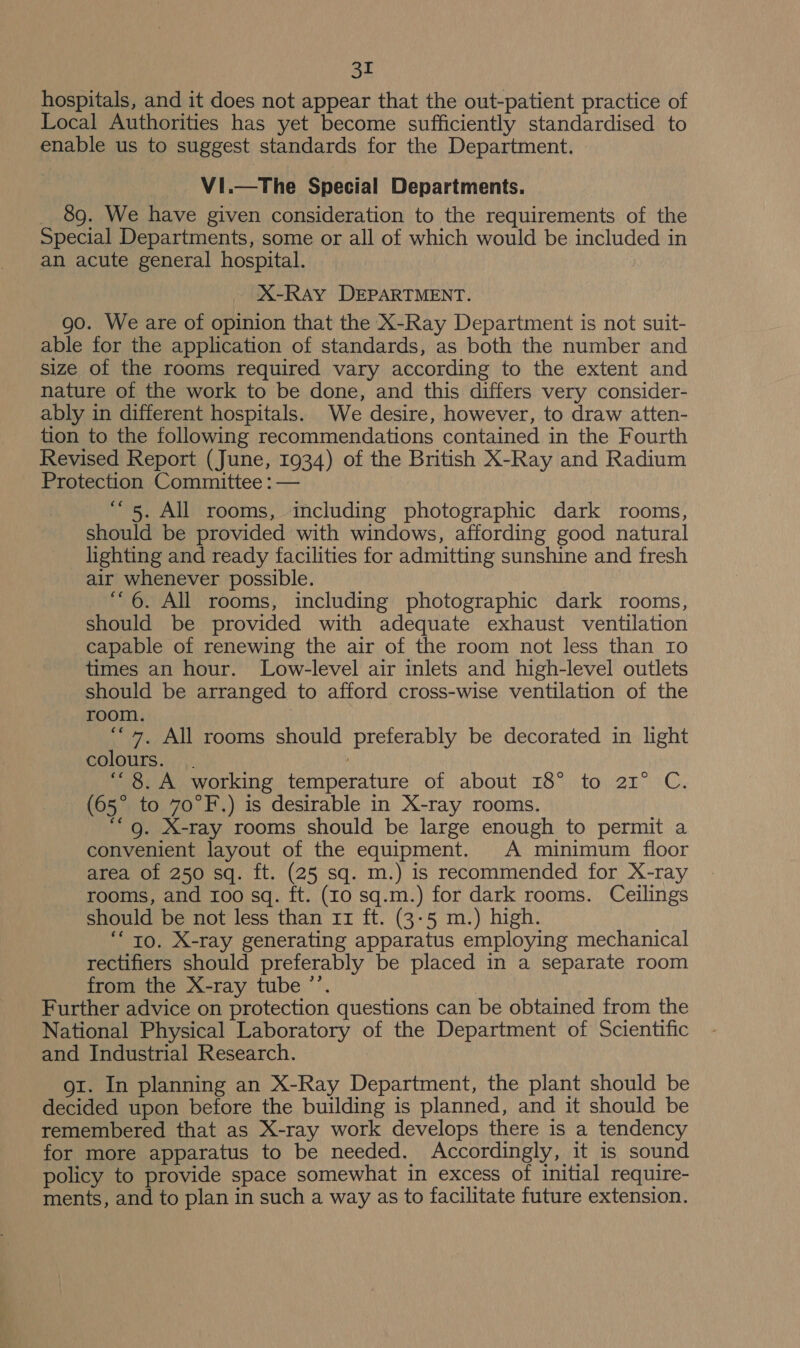 31
hospitals, and it does not appear that the out-patient practice of
Local Authorities has yet become sufficiently standardised to
enable us to suggest standards for the Department.
VI.—The Special Departments.
89. We have given consideration to the requirements of the
Special Departments, some or all of which would be included in
an acute general hospital.
X-RAY DEPARTMENT.
90. We are of opinion that the X-Ray Department is not suit-
able for the application of standards, as both the number and
size of the rooms required vary according to the extent and
nature of the work to be done, and this differs very consider-
ably in different hospitals. We desire, however, to draw atten-
tion to the following recommendations contained in the Fourth
Revised Report (June, 1934) of the British X-Ray and Radium
Protection Committee:—
“5. All rooms, including photographic dark rooms,
should be provided with windows, affording good natural
lighting and ready facilities for admitting sunshine and fresh
air whenever possible.
“6. All rooms, including photographic dark rooms,
should be provided with adequate exhaust ventilation
capable of renewing the air of the room not less than 10
times an hour. Low-level air inlets and high-level outlets
should be arranged to afford cross-wise ventilation of the
room.
“7. All rooms should preferably be decorated in light
colours.
“8. A working temperature of about 18° to 21° C.
(65° to 70°F.) is desirable in X-ray rooms.
“9. X-ray rooms should be large enough to permit a
convenient layout of the equipment. A minimum floor
area of 250 sq. ft. (25 sq. m.) is recommended for X-ray
rooms, and 100 sq. ft. (10 sq.m.) for dark rooms. Ceilings
should be not less than 11 ft. (3·5 m.) high.
“10. X-ray generating apparatus employing mechanical
rectifiers should preferably be placed in a separate room
from the X-ray tube”.
Further advice on protection questions can be obtained from the
National Physical Laboratory of the Department of Scientific
and Industrial Research.
91. In planning an X-Ray Department, the plant should be
decided upon before the building is planned, and it should be
remembered that as X-ray work develops there is a tendency
for more apparatus to be needed. Accordingly, it is sound
policy to provide space somewhat in excess of initial require-
ments, and to plan in such a way as to facilitate future extension.